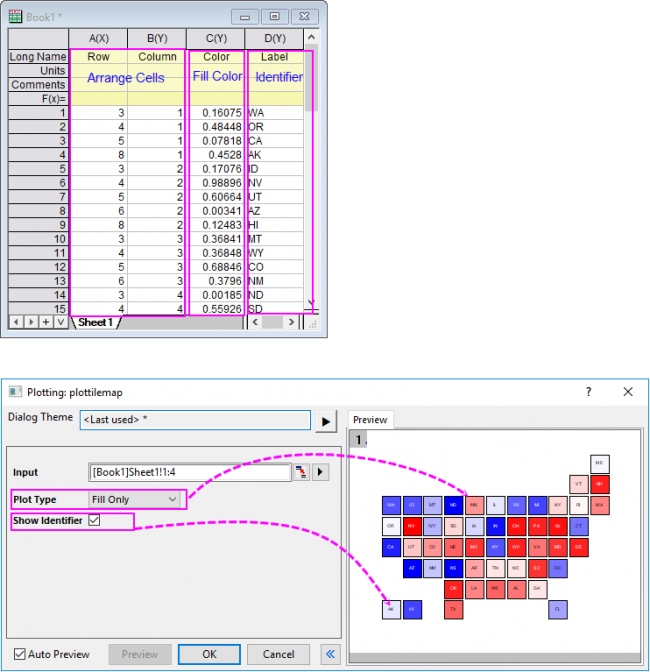 Book1 *
A(X) B(Y) C(Y) D(Y)
Long Name Row Column Color Label
Units
Comments
Arrange Cells Fill Color Identifier
F(x)=
1 3 1 0.16075 WA
2 4 1 0.48448 OR
3 5 1 0.07818 CA
4 8 1 0.4528 AK
5 3 2 0.17076 ID
6 4 2 0.98896 NV
7 5 2 0.60664 UT
8 6 2 0.00341 AZ
9 8 2 0.12483 HI
10 3 3 0.36841 MT
11 4 3 0.36848 WY
12 5 3 0.68846 CO
13 6 3 0.3796 NM
14 3 4 0.00185 ND
15 4 4 0.55926 SD
Sheet1
Plotting: plottilemap
Dialog Theme <Last used> *
Preview
1
Input [Book1]Sheet1!1:4
Plot Type Fill Only
Show Identifier
ME
VT NH
WA ID MT ND MN IL WI MI NY RI MA
OR NV WY SD IA IN OH PA NJ CT
CA UT CO NE MO KY WV MD DE
AZ NM KS AR TN NC SC DC
OK LA MS AL GA
AK HI TX FL
Auto Preview Preview OK Cancel